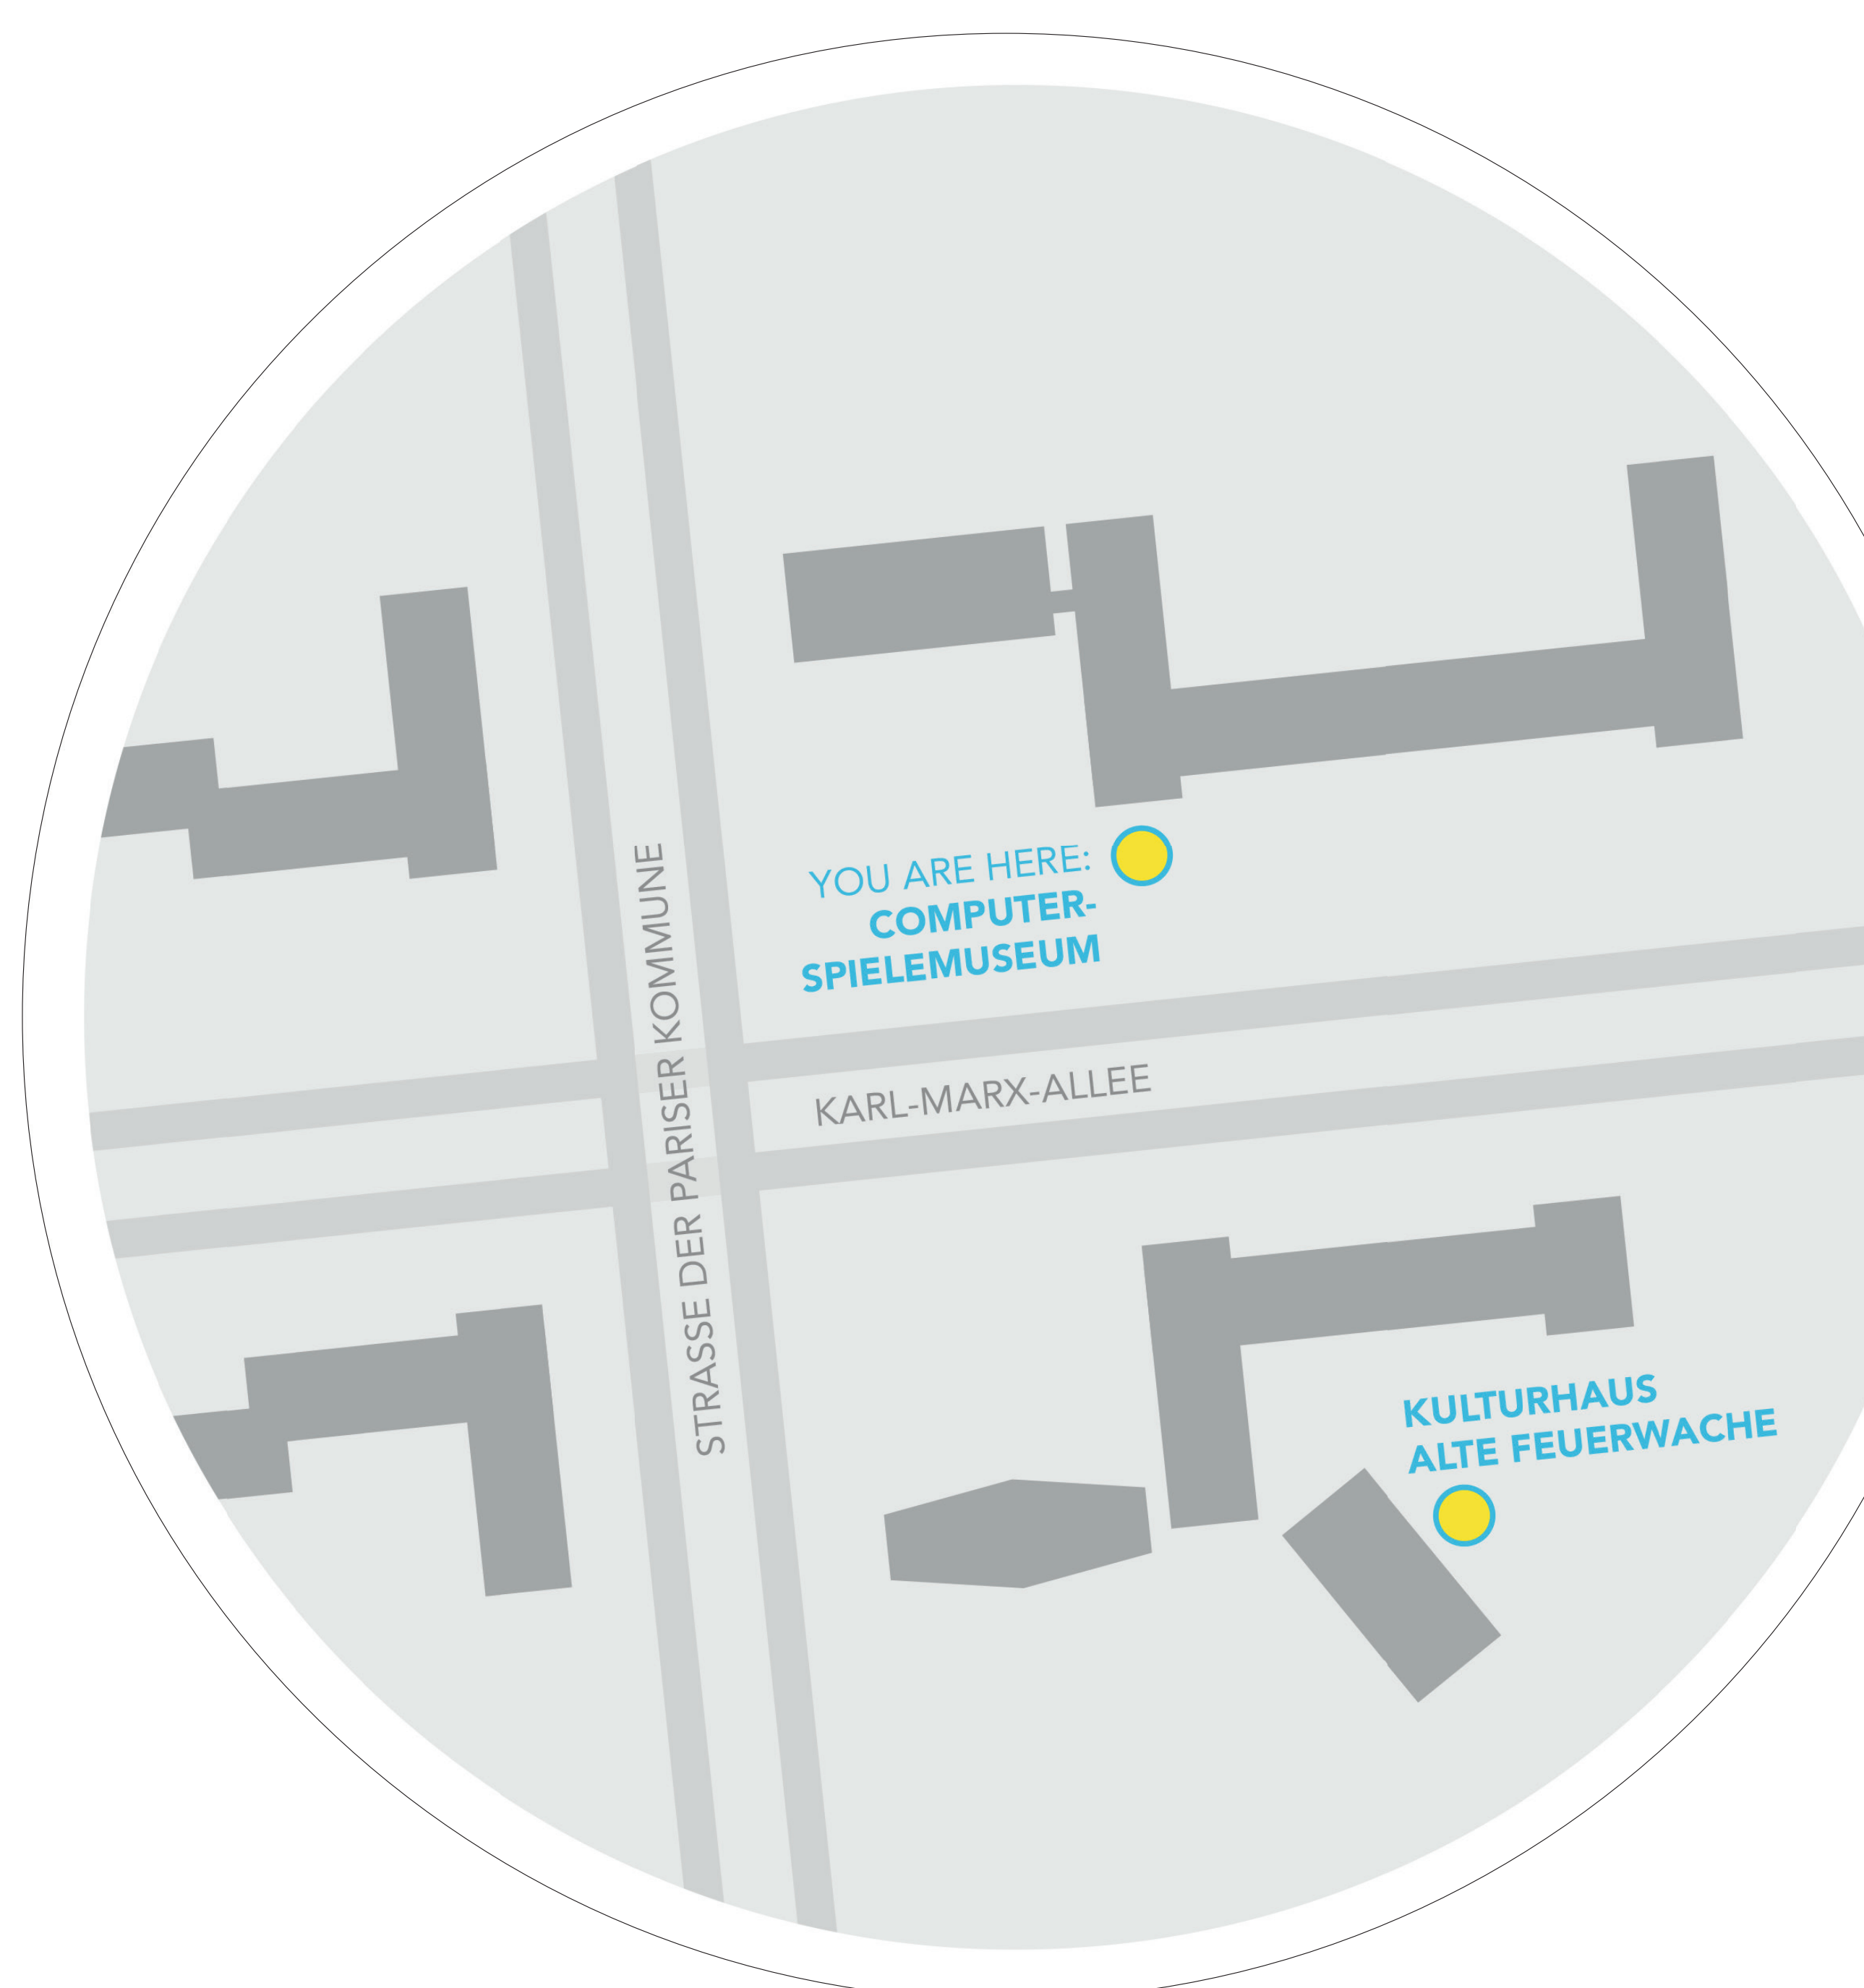 YOU ARE HERE:
COMPUTER-
SPIELEMUSEUM
STRASSE DER PARISER KOMMUNE
KARL-MARX-ALLEE
KULTURHAUS
ALTE FEUERWACHE